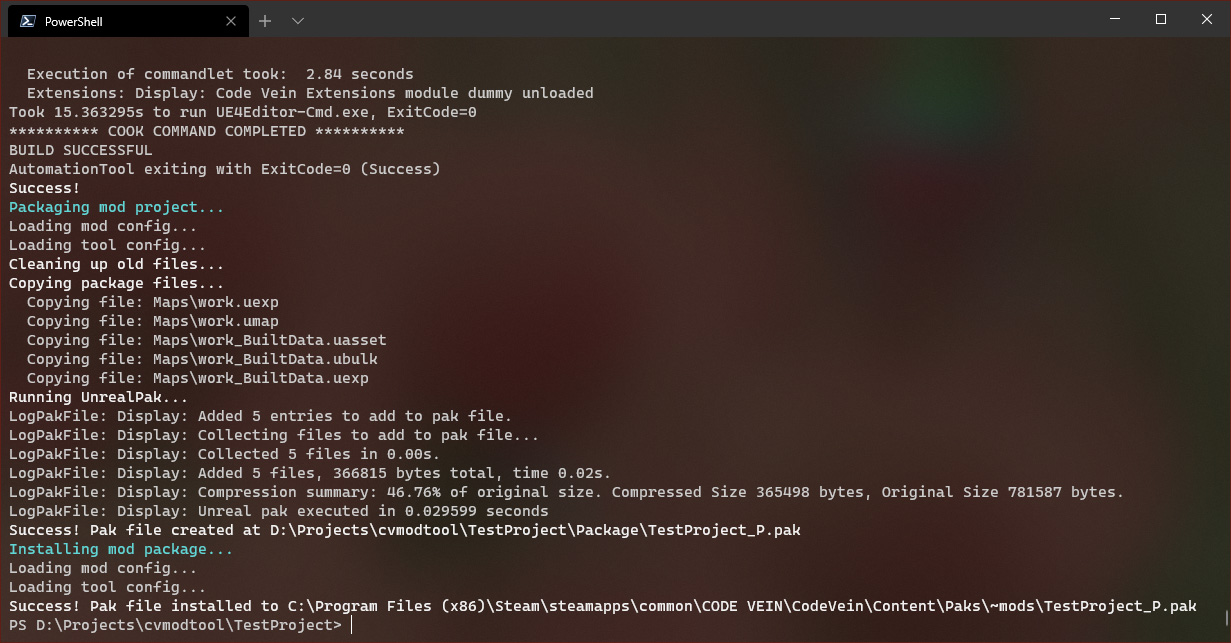 PowerShell
Execution of commandlet took:  2.84 seconds
Extensions: Display: Code Vein Extensions module dummy unloaded
Took 15.363295s to run UE4Editor-Cmd.exe, ExitCode=0
********** COOK COMMAND COMPLETED **********
BUILD SUCCESSFUL
AutomationTool exiting with ExitCode=0 (Success)
Success!
Packaging mod project...
Loading mod config...
Loading tool config...
Cleaning up old files...
Copying package files...
Copying file: Maps\work.uexp
Copying file: Maps\work.umap
Copying file: Maps\work_BuiltData.uasset
Copying file: Maps\work_BuiltData.ubulk
Copying file: Maps\work_BuiltData.uexp
Running UnrealPak...
LogPakFile: Display: Added 5 entries to add to pak file.
LogPakFile: Display: Collecting files to add to pak file...
LogPakFile: Display: Collected 5 files in 0.00s.
LogPakFile: Display: Added 5 files, 366815 bytes total, time 0.02s.
LogPakFile: Display: Compression summary: 46.76% of original size. Compressed Size 365498 bytes, Original Size 781587 bytes.
LogPakFile: Display: Unreal pak executed in 0.029599 seconds
Success! Pak file created at D:\Projects\cvmodtool\TestProject\Package\TestProject_P.pak
Installing mod package...
Loading mod config...
Loading tool config...
Success! Pak file installed to C:\Program Files (x86)\Steam\steamapps\common\CODE VEIN\CodeVein\Content\Paks\~mods\TestProject_P.pak
PS D:\Projects\cvmodtool\TestProject>